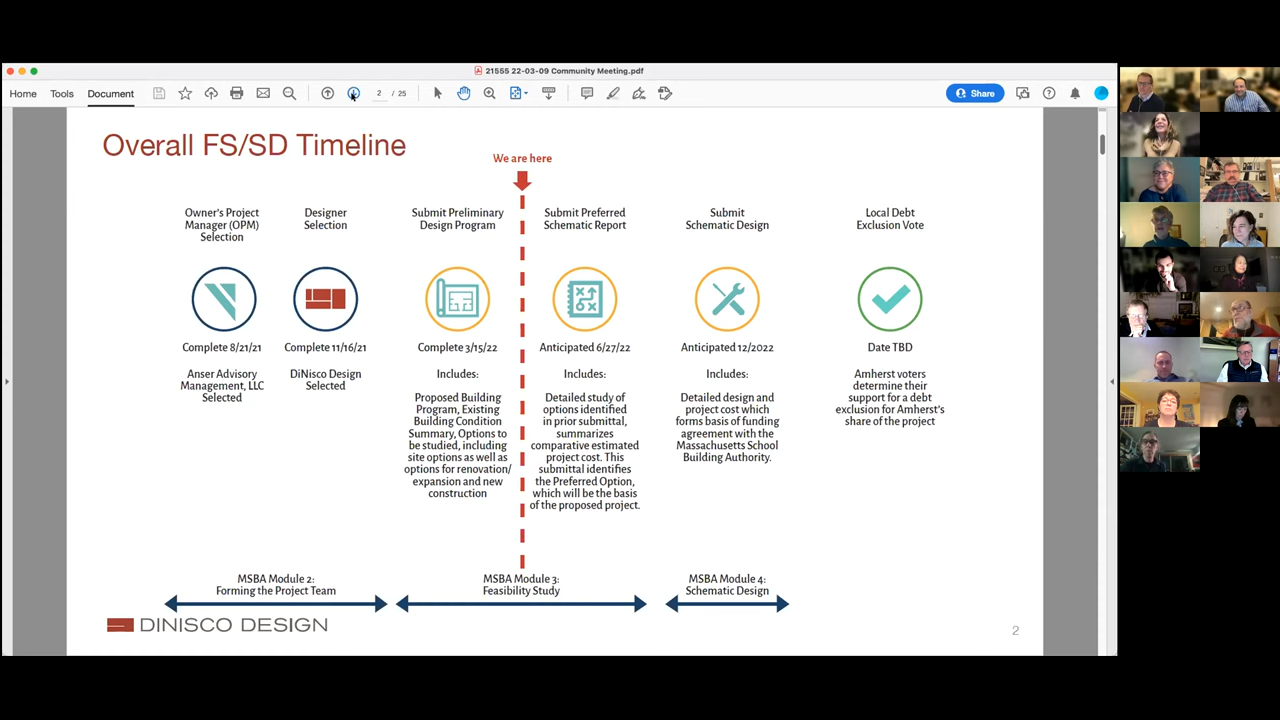 21555 22-03-09 Community Meeting.pdf
Home Tools Document 2 / 25 Share
Overall FS/SD Timeline
We are here
Owner's Project
Manager (OPM)
Selection
Designer
Selection
Submit Preliminary
Design Program
Submit Preferred
Schematic Report
Submit
Schematic Design
Local Debt
Exclusion Vote
Complete 8/21/21
Complete 11/16/21
Complete 3/15/22
Anticipated 6/27/22
Anticipated 12/2022
Date TBD
Anser Advisory
Management, LLC
Selected
DiNisco Design
Selected
Includes:
Proposed Building
Program, Existing
Building Condition
Summary, Options to
be studied, including
site options as well as
options for renovation/
expansion and new
construction
Includes:
Detailed study of
options identified
in prior submittal,
summarizes
comparative estimated
project cost. This
submittal identifies
the Preferred Option,
which will be the basis
of the proposed project.
Includes:
Detailed design and
project cost which
forms basis of funding
agreement with the
Massachusetts School
Building Authority.
Amherst voters
determine their
support for a debt
exclusion for Amherst's
share of the project
MSBA Module 2:
Forming the Project Team
MSBA Module 3:
Feasibility Study
MSBA Module 4:
Schematic Design
DINISCO DESIGN
2